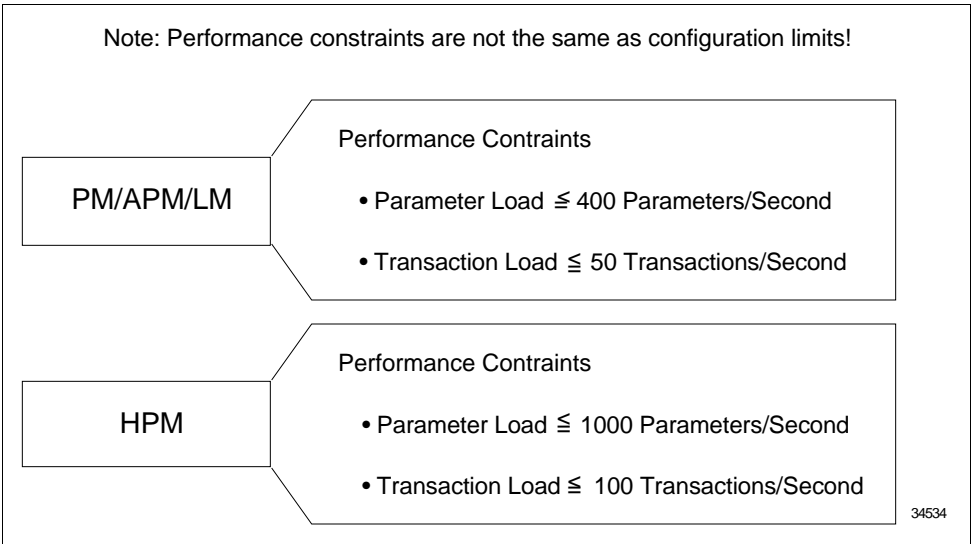 Note: Performance constraints are not the same as configuration limits!
PM/APM/LM
Performance Contraints
• Parameter Load ≦ 400 Parameters/Second
• Transaction Load ≦ 50 Transactions/Second
HPM
Performance Contraints
• Parameter Load ≦ 1000 Parameters/Second
• Transaction Load ≦ 100 Transactions/Second
34534